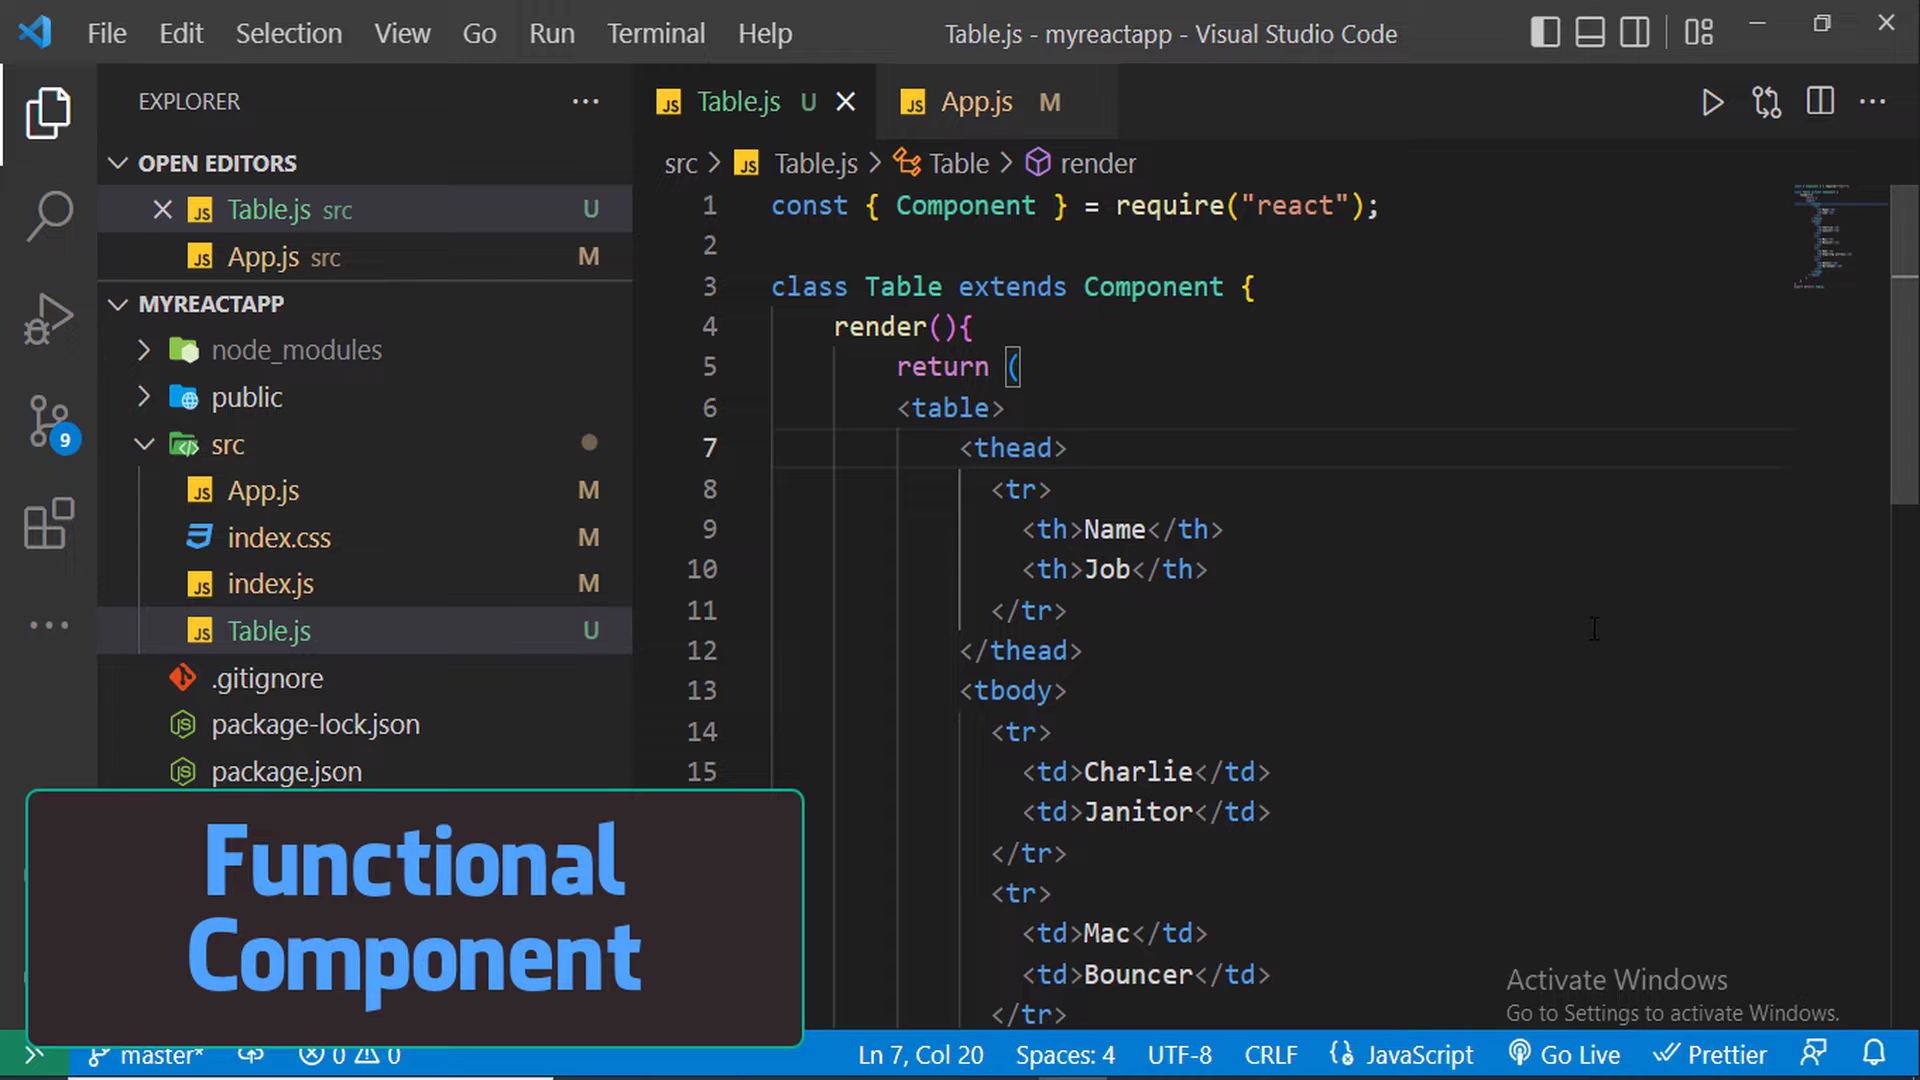 File Edit Selection View Go Run Terminal Help
Table.js - myreactapp - Visual Studio Code
EXPLORER
OPEN EDITORS
Table.js src U
App.js src M
MYREACTAPP
node_modules
public
src
App.js M
index.css M
index.js M
Table.js U
.gitignore
package-lock.json
package.json
9
Functional
Component
Table.js U
App.js M
src > Table.js > Table > render
1 const { Component } = require("react");
2
3 class Table extends Component {
4 render(){
5 return (
6 <table>
7 <thead>
8 <tr>
9 <th>Name</th>
10 <th>Job</th>
11 </tr>
12 </thead>
13 <tbody>
14 <tr>
15 <td>Charlie</td>
<td>Janitor</td>
</tr>
<tr>
<td>Mac</td>
<td>Bouncer</td>
</tr>
Activate Windows
Go to Settings to activate Windows.
master* 0 0 Ln 7, Col 20 Spaces: 4 UTF-8 CRLF JavaScript Go Live Prettier